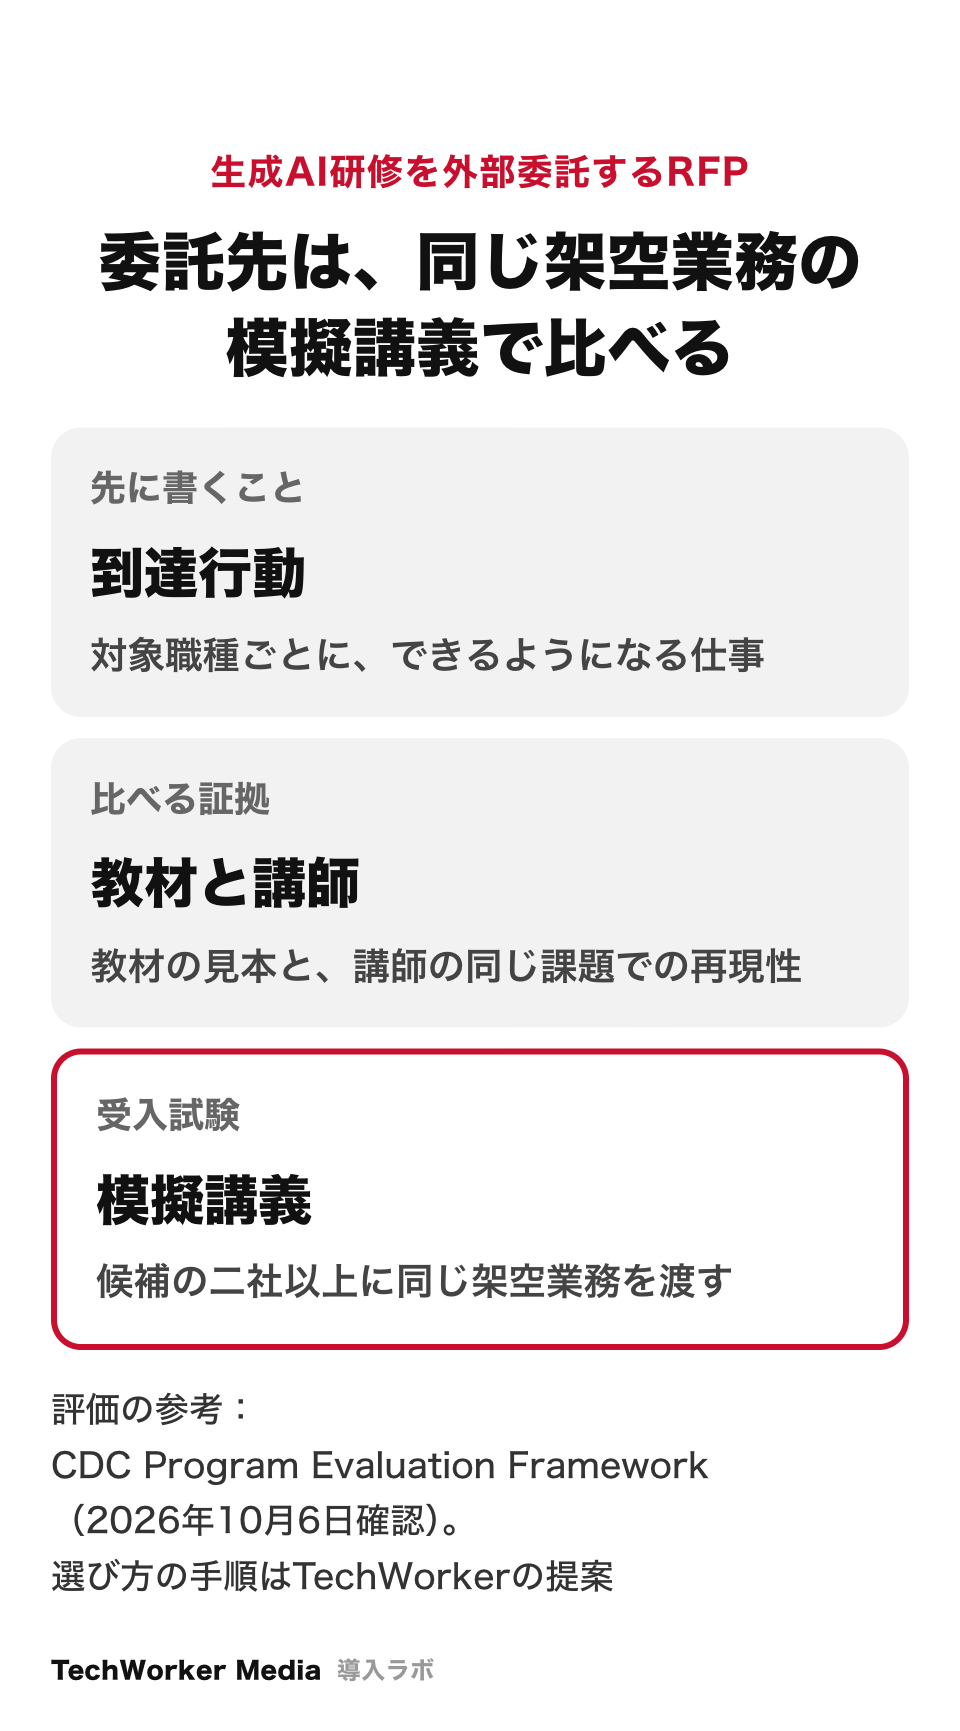 生成AI研修を外部委託するRFP
委託先は、同じ架空業務の
模擬講義で比べる
先に書くこと
到達行動
対象職種ごとに、できるようになる仕事
比べる証拠
教材と講師
教材の見本と、講師の同じ課題での再現性
受入試験
模擬講義
候補の二社以上に同じ架空業務を渡す
評価の参考：
CDC Program Evaluation Framework
（2026年10月6日確認）。
選び方の手順はTechWorkerの提案
TechWorker Media 導入ラボ